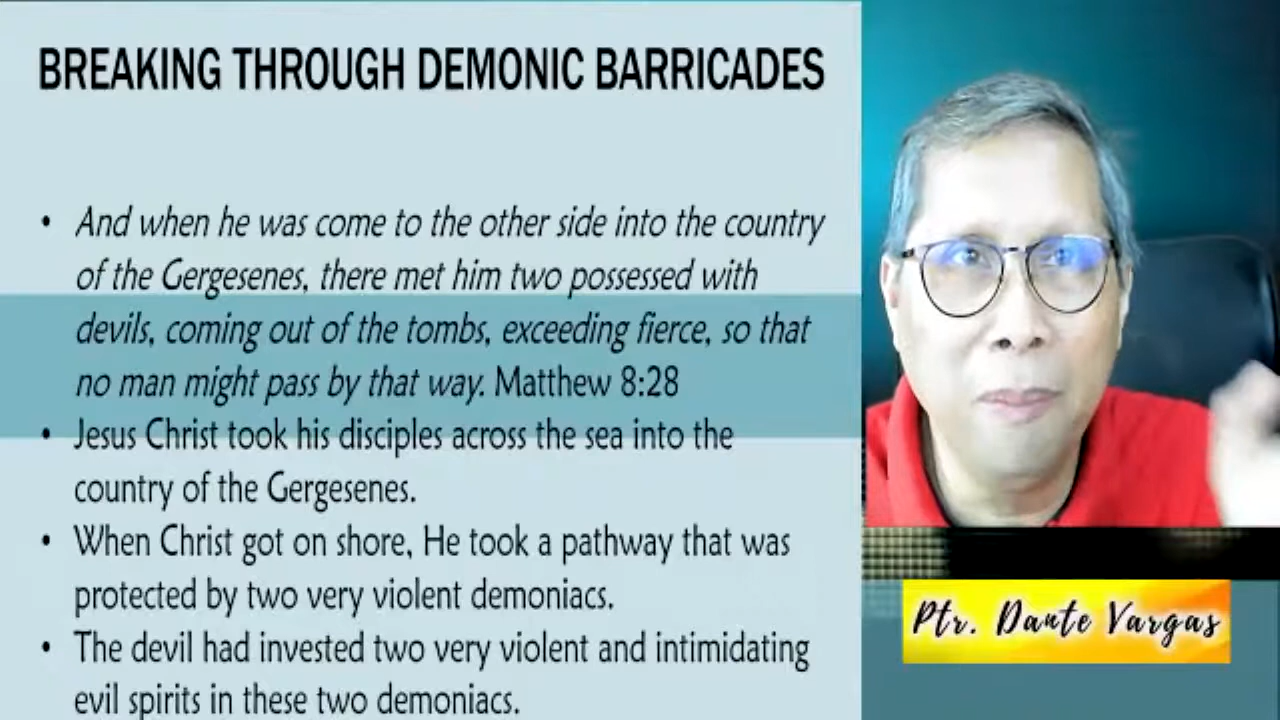 BREAKING THROUGH DEMONIC BARRICADES
• And when he was come to the other side into the country
of the Gergesenes, there met him two possessed with
devils, coming out of the tombs, exceeding fierce, so that
no man might pass by that way. Matthew 8:28
• Jesus Christ took his disciples across the sea into the
country of the Gergesenes.
• When Christ got on shore, He took a pathway that was
protected by two very violent demoniacs.
• The devil had invested two very violent and intimidating
evil spirits in these two demoniacs.
Ptr. Dante Vargas